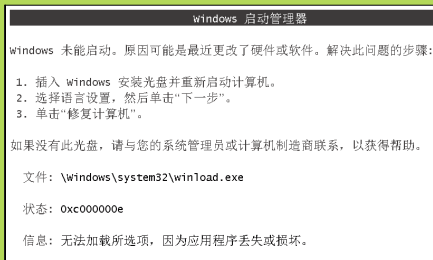 Windows 启动管理器
Windows 未能启动。原因可能是最近更改了硬件或软件。解决此问题的步骤:
1. 插入 Windows 安装光盘并重新启动计算机。
2. 选择语言设置，然后单击“下一步”。
3. 单击“修复计算机”。
如果没有此光盘，请与您的系统管理员或计算机制造商联系，以获得帮助。
文件: \Windows\system32\winload.exe
状态: 0xc000000e
信息: 无法加载所选项，因为应用程序丢失或损坏。